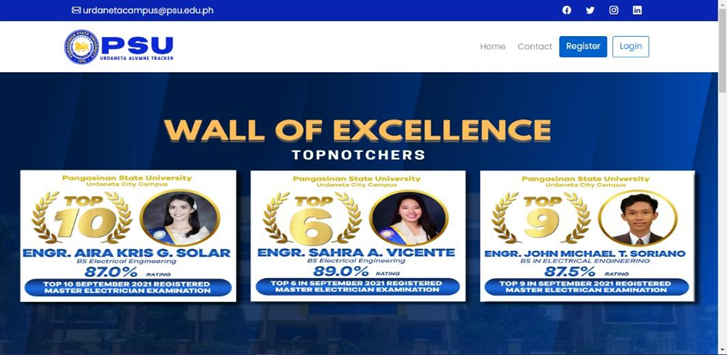 urdanetacampus@psu.edu.ph
PSU
URDANETA ALUMNI TRACKER
Home Contact Register Login
WALL OF EXCELLENCE
TOPNOTCHERS
Pangasinan State University
Urdaneta City Campus
TOP
10
ENGR. AIRA KRIS G. SOLAR
BS Electrical Engineering
87.0% RATING
TOP 10 SEPTEMBER 2021 REGISTERED
MASTER ELECTRICIAN EXAMINATION
Pangasinan State University
Urdaneta City Campus
TOP
6
ENGR. SAHRA A. VICENTE
BS Electrical Engineering
89.0% RATING
TOP 6 IN SEPTEMBER 2021 REGISTERED
MASTER ELECTRICIAN EXAMINATION
Pangasinan State University
Urdaneta City Campus
TOP
9
ENGR. JOHN MICHAEL T. SORIANO
BS IN ELECTRICAL ENGINEERING
87.5% RATING
TOP 9 IN SEPTEMBER 2021 REGISTERED
MASTER ELECTRICIAN EXAMINATION